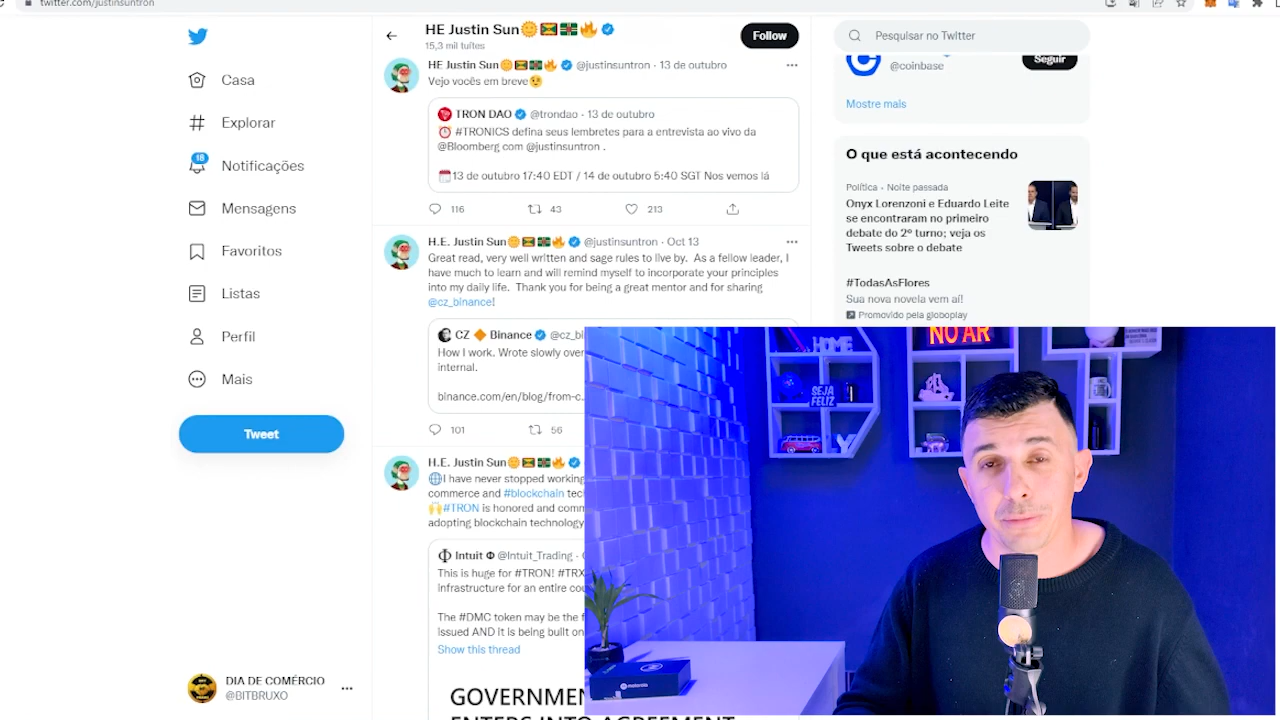 twitter.com/justinsuntron
Casa
Explorar
18
Notificações
Mensagens
Favoritos
Listas
Perfil
Mais
Tweet
DIA DE COMÉRCIO
@BITBRUXO
HE Justin Sun
15,3 mil tuítes
Follow
HE Justin Sun @justinsuntron · 13 de outubro
Vejo vocês em breve
TRON DAO @trondao · 13 de outubro
#TRONICS defina seus lembretes para a entrevista ao vivo da
@Bloomberg com @justinsuntron .
13 de outubro 17:40 EDT / 14 de outubro 5:40 SGT Nos vemos lá
116 43 213
H.E. Justin Sun @justinsuntron · Oct 13
Great read, very well written and sage rules to live by. As a fellow leader, I
have much to learn and will remind myself to incorporate your principles
into my daily life. Thank you for being a great mentor and for sharing
@cz_binance!
CZ Binance @cz_bi
How I work. Wrote slowly over
internal.
binance.com/en/blog/from-c.
101 56
H.E. Justin Sun
I have never stopped working
commerce and #blockchain tec
#TRON is honored and comm
adopting blockchain technology
Intuit @Intuit_Trading ·
This is huge for #TRON! #TRX
infrastructure for an entire cou
The #DMC token may be the f
issued AND it is being built on
Show this thread
GOVERNMEN
ENTERS INTO AGREEMENT
Pesquisar no Twitter
@coinbase
Seguir
Mostre mais
O que está acontecendo
Política · Noite passada
Onyx Lorenzoni e Eduardo Leite
se encontraram no primeiro
debate do 2º turno; veja os
Tweets sobre o debate
#TodasAsFlores
Sua nova novela vem aí!
Promovido pela globoplay
HOME
NO AR
SEJA
FELIZ
motorola